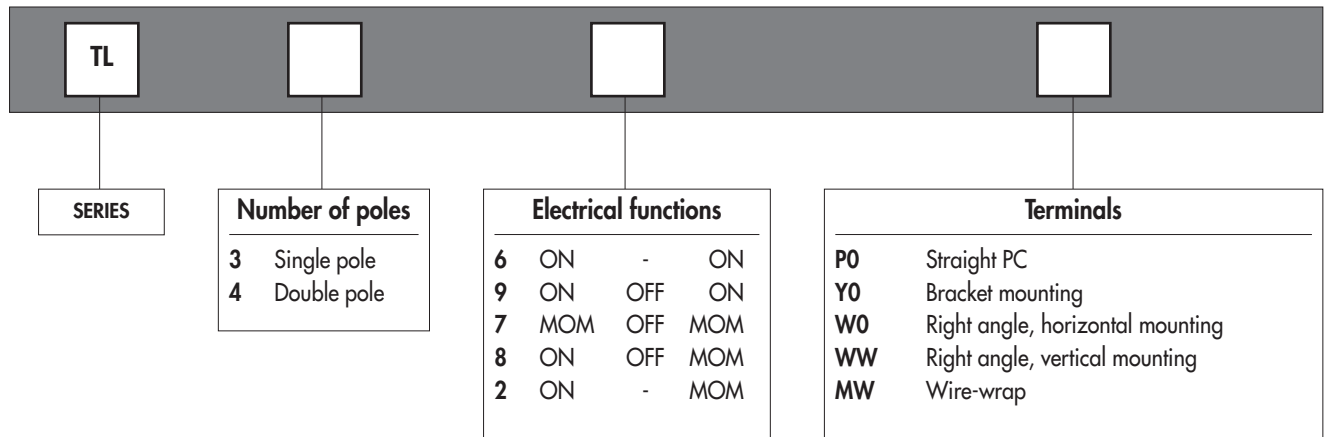 TL
SERIES
Number of poles
3 Single pole
4 Double pole
Electrical functions
6 ON - ON
9 ON OFF ON
7 MOM OFF MOM
8 ON OFF MOM
2 ON - MOM
Terminals
P0 Straight PC
Y0 Bracket mounting
W0 Right angle, horizontal mounting
WW Right angle, vertical mounting
MW Wire-wrap